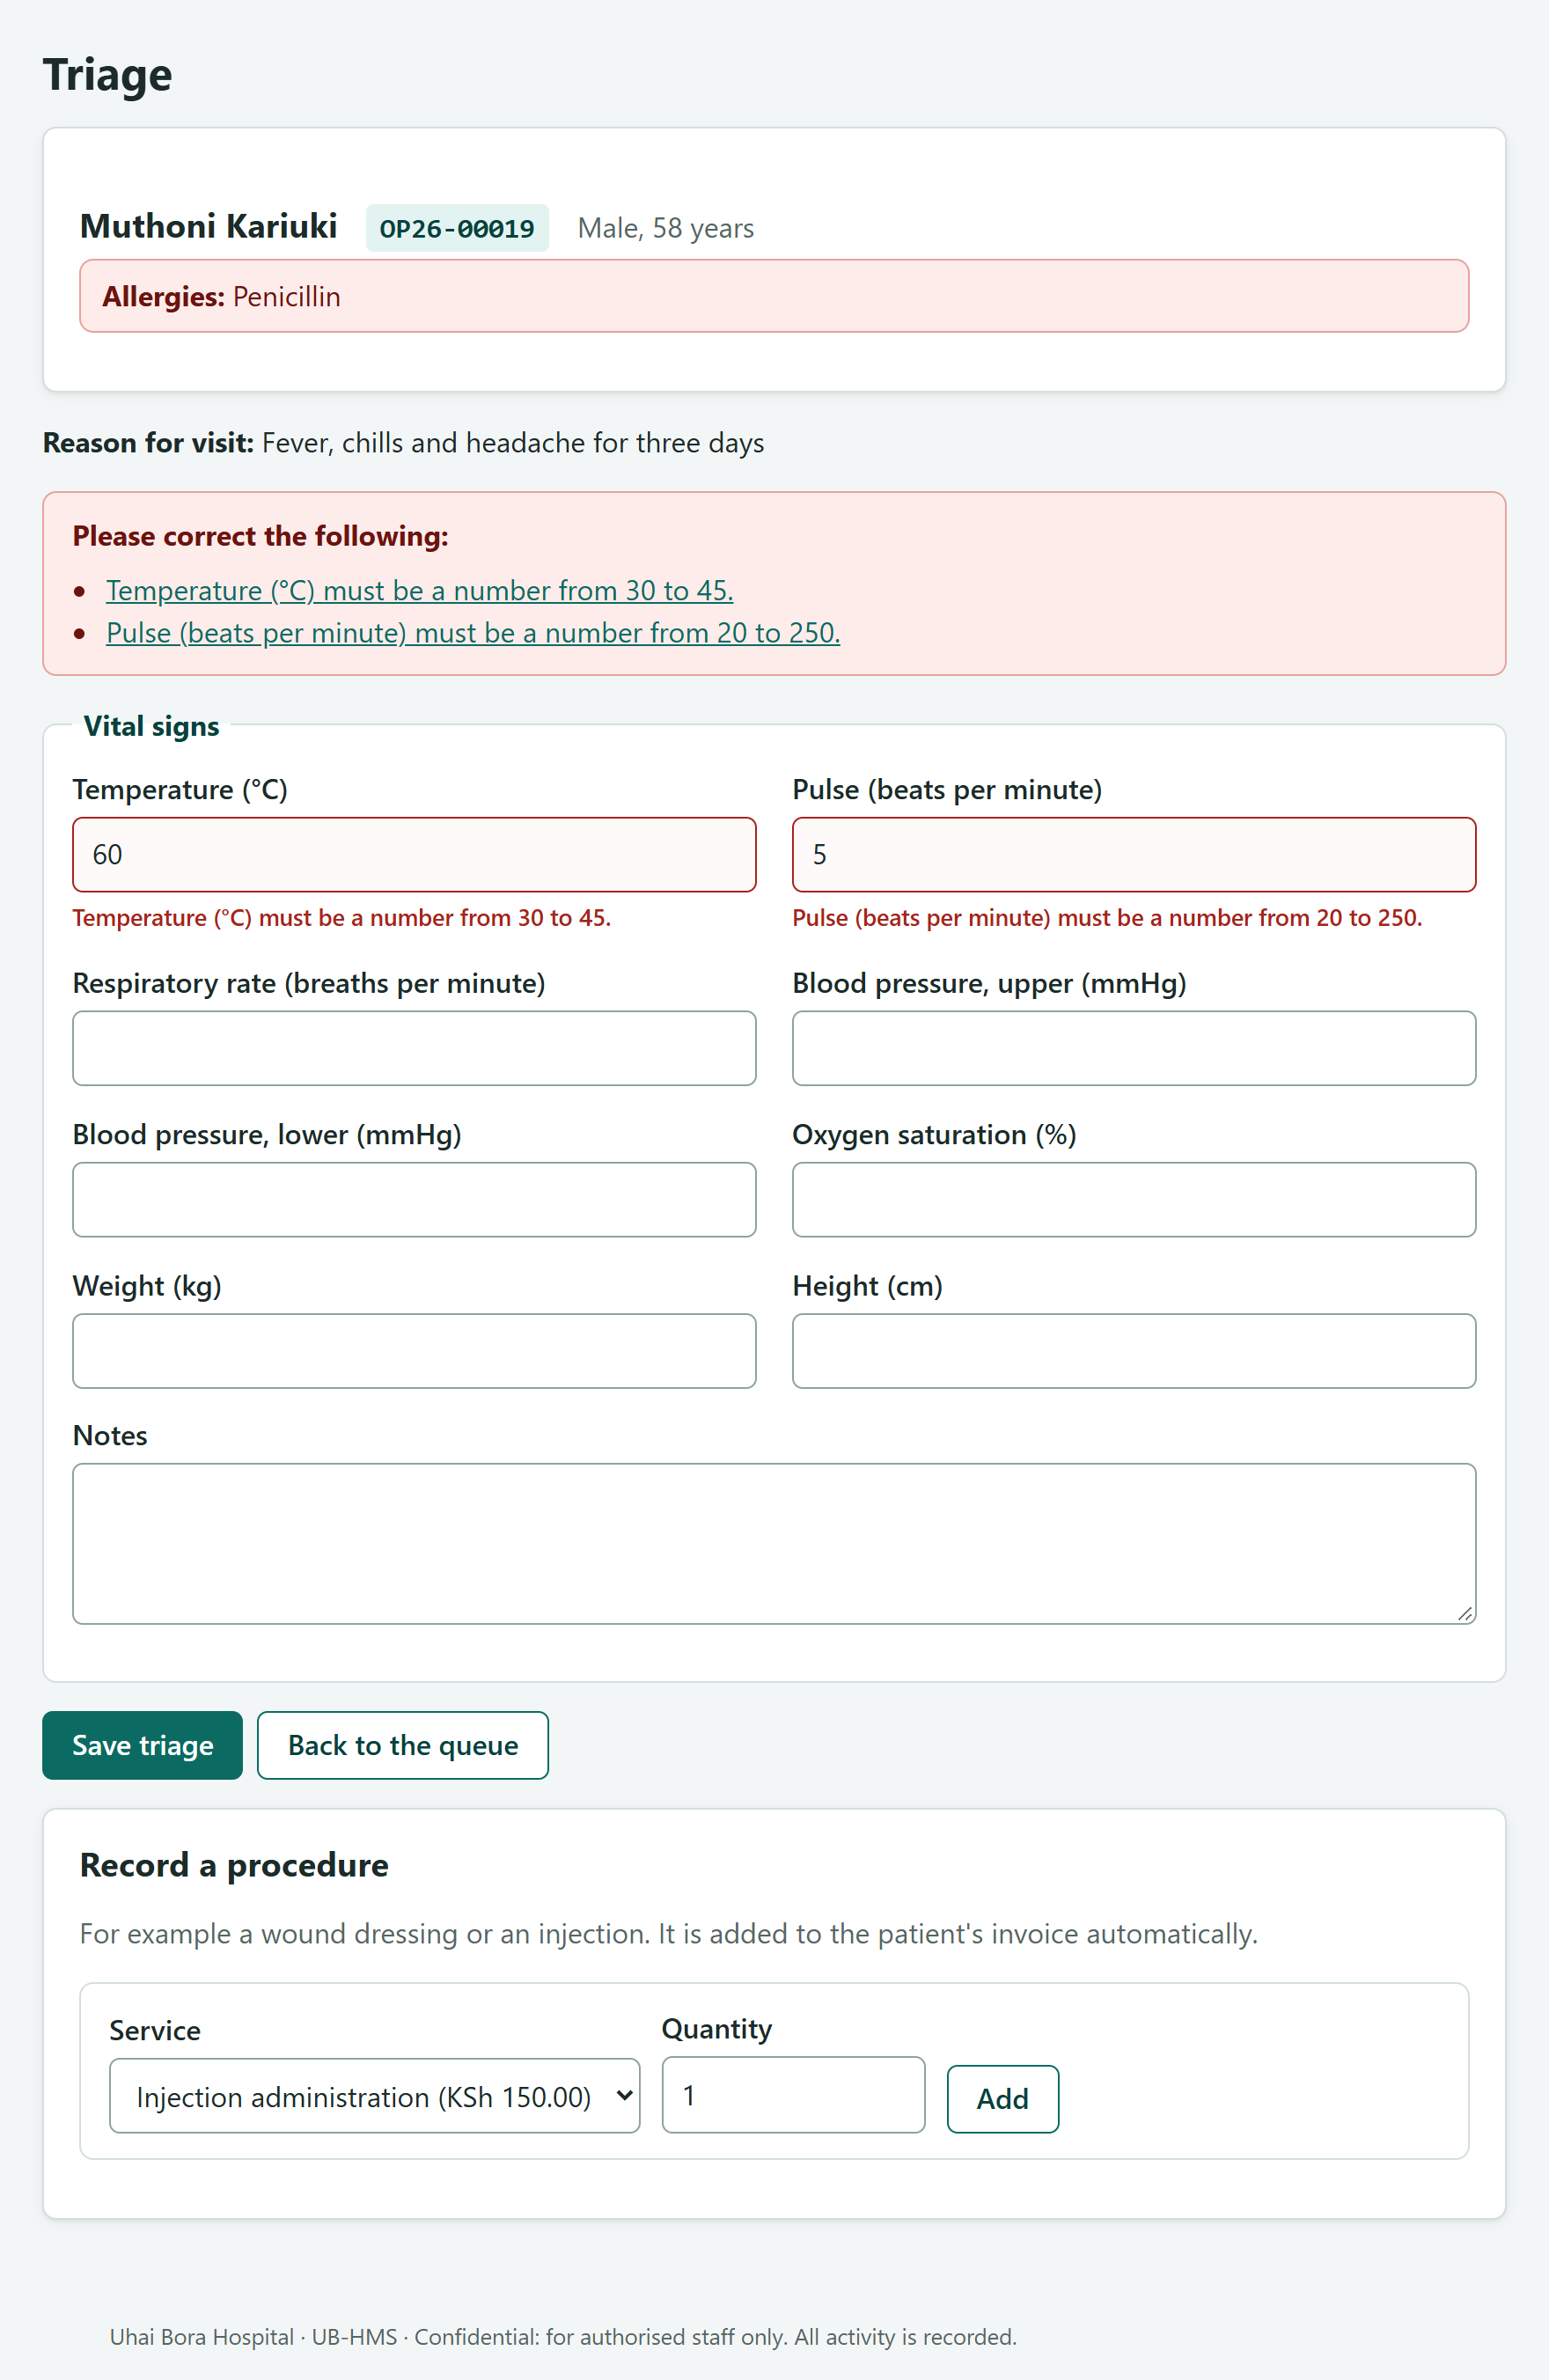 Triage
Muthoni Kariuki OP26-00019 Male, 58 years
Allergies: Penicillin
Reason for visit: Fever, chills and headache for three days
Please correct the following:
Temperature (°C) must be a number from 30 to 45.
Pulse (beats per minute) must be a number from 20 to 250.
Vital signs
Temperature (°C) Pulse (beats per minute)
60 5
Temperature (°C) must be a number from 30 to 45. Pulse (beats per minute) must be a number from 20 to 250.
Respiratory rate (breaths per minute) Blood pressure, upper (mmHg)
Blood pressure, lower (mmHg) Oxygen saturation (%)
Weight (kg) Height (cm)
Notes
Save triage Back to the queue
Record a procedure
For example a wound dressing or an injection. It is added to the patient's invoice automatically.
Service Quantity
Injection administration (KSh 150.00) 1 Add
Uhai Bora Hospital · UB-HMS · Confidential: for authorised staff only. All activity is recorded.